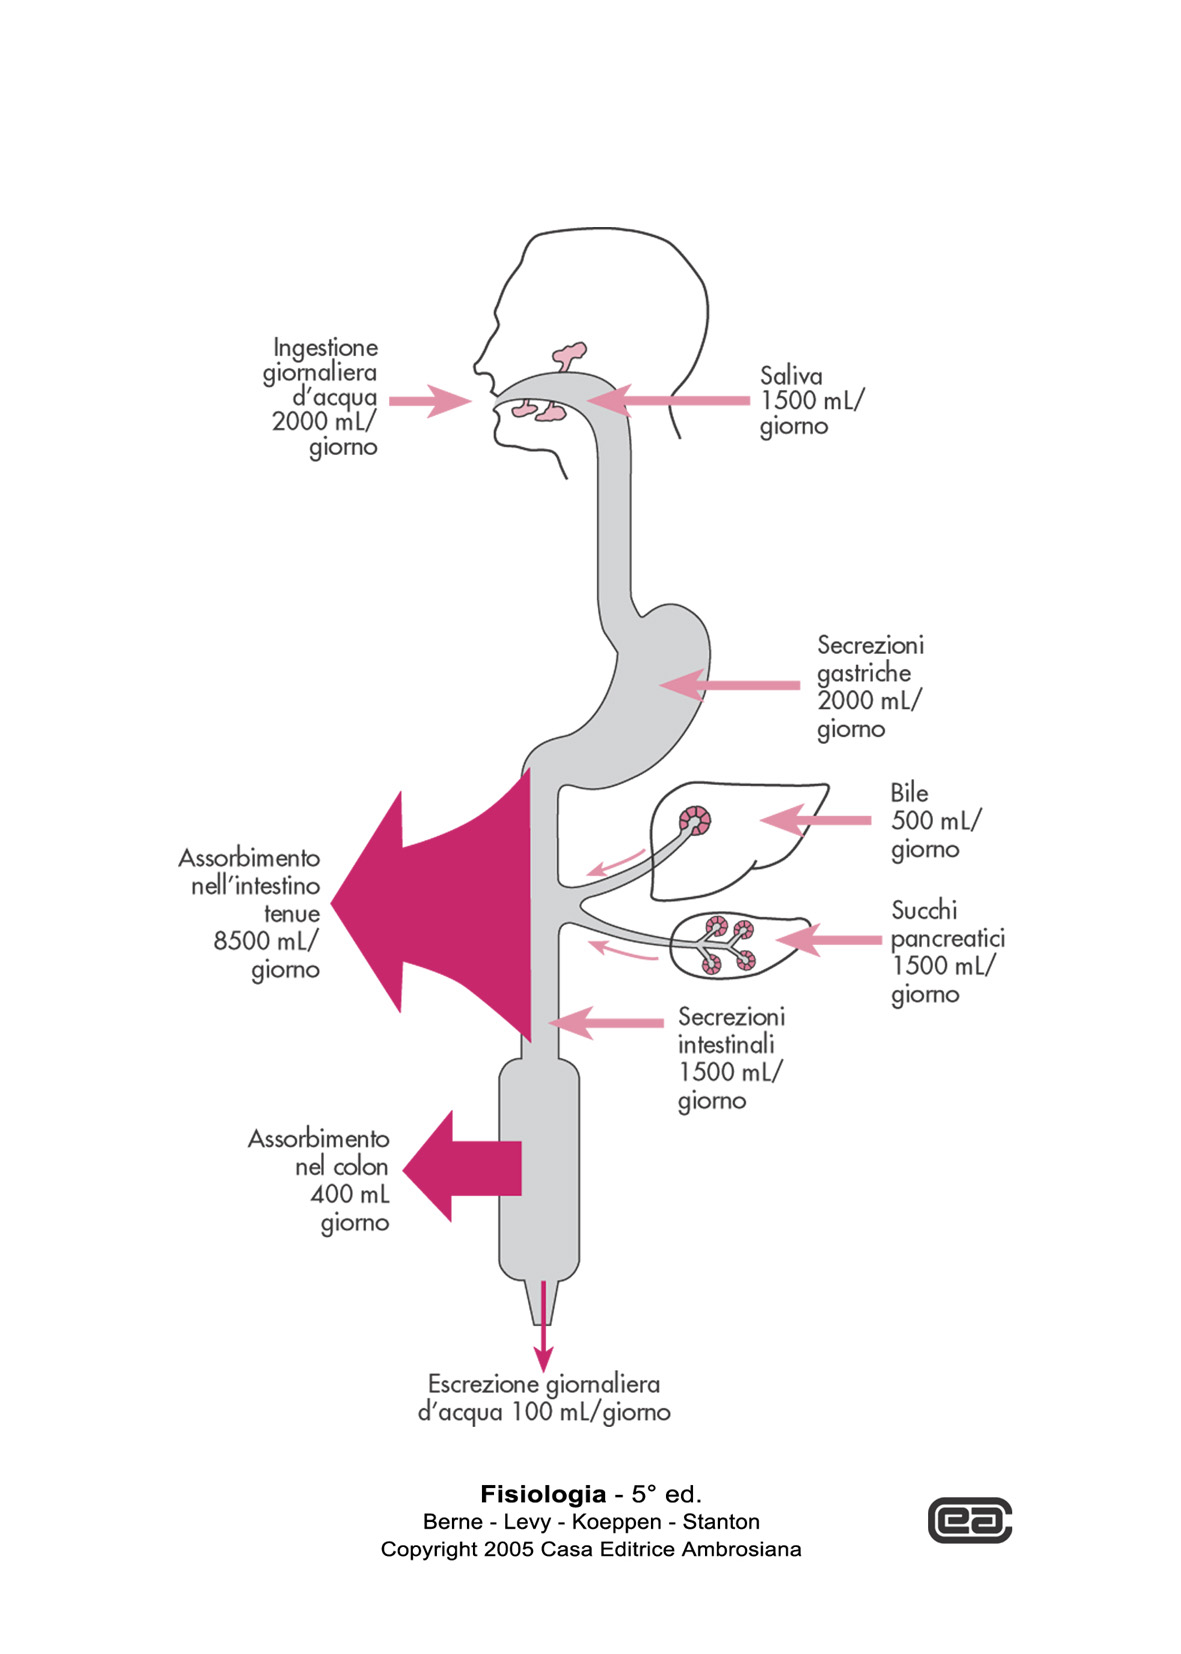 Ingestione
giornaliera
d'acqua
2000 mL/
giorno
Saliva
1500 mL/
giorno
Secrezioni
gastriche
2000 mL/
giorno
Bile
500 mL/
giorno
Assorbimento
nell'intestino
tenue
8500 mL/
giorno
Succhi
pancreatici
1500 mL/
giorno
Secrezioni
intestinali
1500 mL/
giorno
Assorbimento
nel colon
400 mL
giorno
Escrezione giornaliera
d'acqua 100 mL/giorno
Fisiologia - 5° ed.
Berne - Levy - Koeppen - Stanton
Copyright 2005 Casa Editrice Ambrosiana
cea